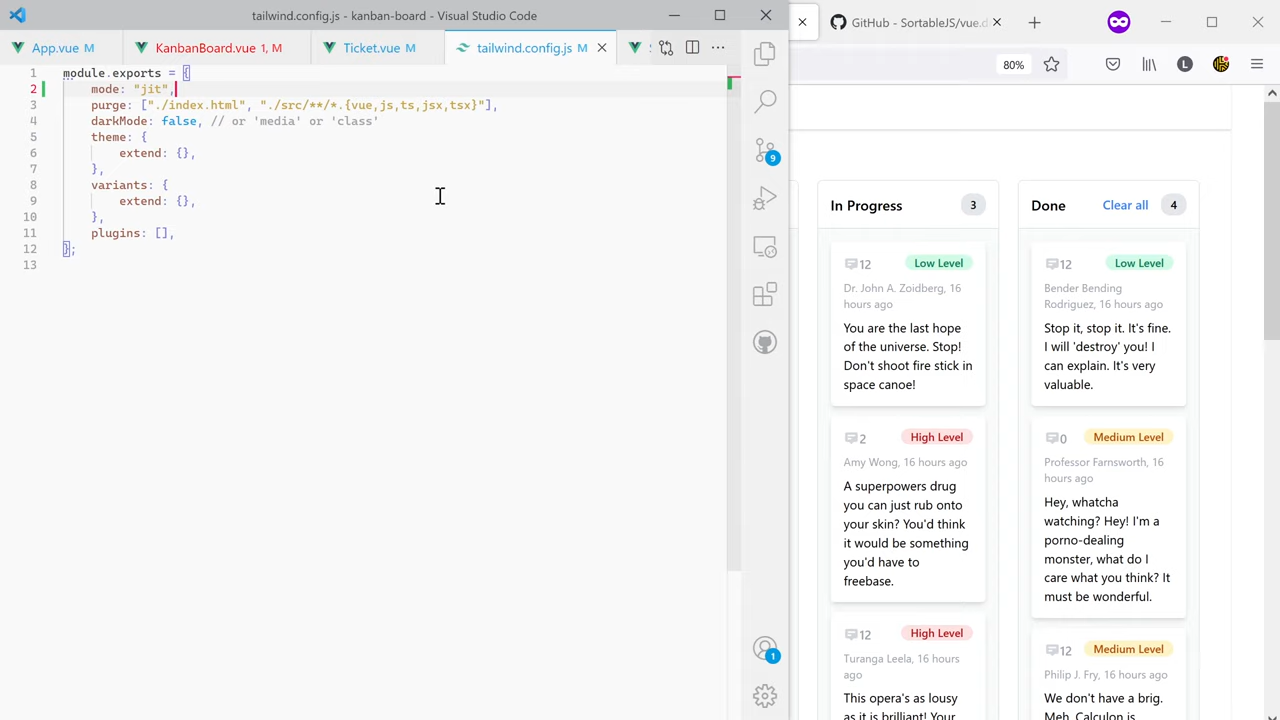 tailwind.config.js - kanban-board - Visual Studio Code
App.vue M
KanbanBoard.vue 1, M
Ticket.vue M
tailwind.config.js M
1 module.exports = {
2 mode: "jit",
3 purge: ["./index.html", "./src/**/*.{vue,js,ts,jsx,tsx}"],
4 darkMode: false, // or 'media' or 'class'
5 theme: {
6 extend: {},
7 },
8 variants: {
9 extend: {},
10 },
11 plugins: [],
12 };
13
9
1
GitHub - SortableJS/vue.d
80%
L
In Progress 3
12 Low Level
Dr. John A. Zoidberg, 16
hours ago
You are the last hope
of the universe. Stop!
Don't shoot fire stick in
space canoe!
2 High Level
Amy Wong, 16 hours ago
A superpowers drug
you can just rub onto
your skin? You'd think
it would be something
you'd have to
freebase.
12 High Level
Turanga Leela, 16 hours
ago
This opera's as lousy
as it is brilliant! Your
Done Clear all 4
12 Low Level
Bender Bending
Rodriguez, 16 hours ago
Stop it, stop it. It's fine.
I will 'destroy' you! I
can explain. It's very
valuable.
0 Medium Level
Professor Farnsworth, 16
hours ago
Hey, whatcha
watching? Hey! I'm a
porno-dealing
monster, what do I
care what you think? It
must be wonderful.
12 Medium Level
Philip J. Fry, 16 hours ago
We don't have a brig.
Meh. Calculon is